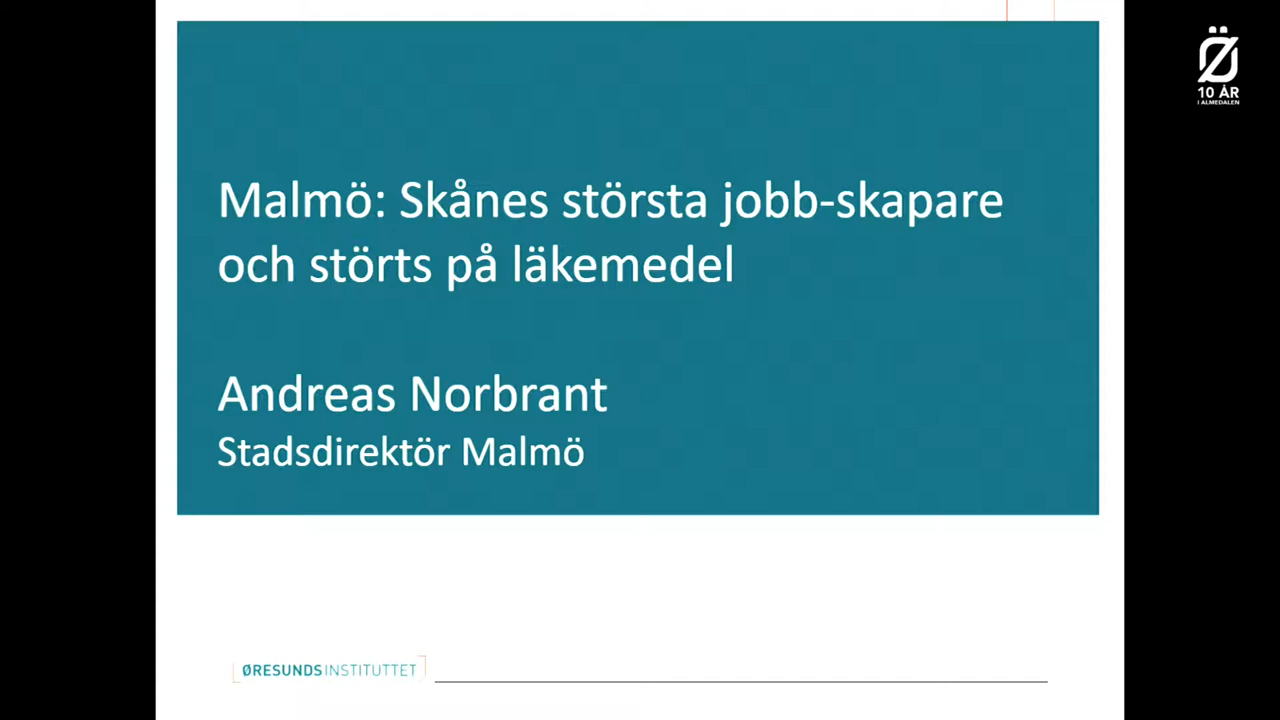 Malmö: Skånes största jobb-skapare
och störts på läkemedel
Andreas Norbrant
Stadsdirektör Malmö
ØRESUNDSINSTITUTTET
Ö
10 ÅR
I ALMEDALEN